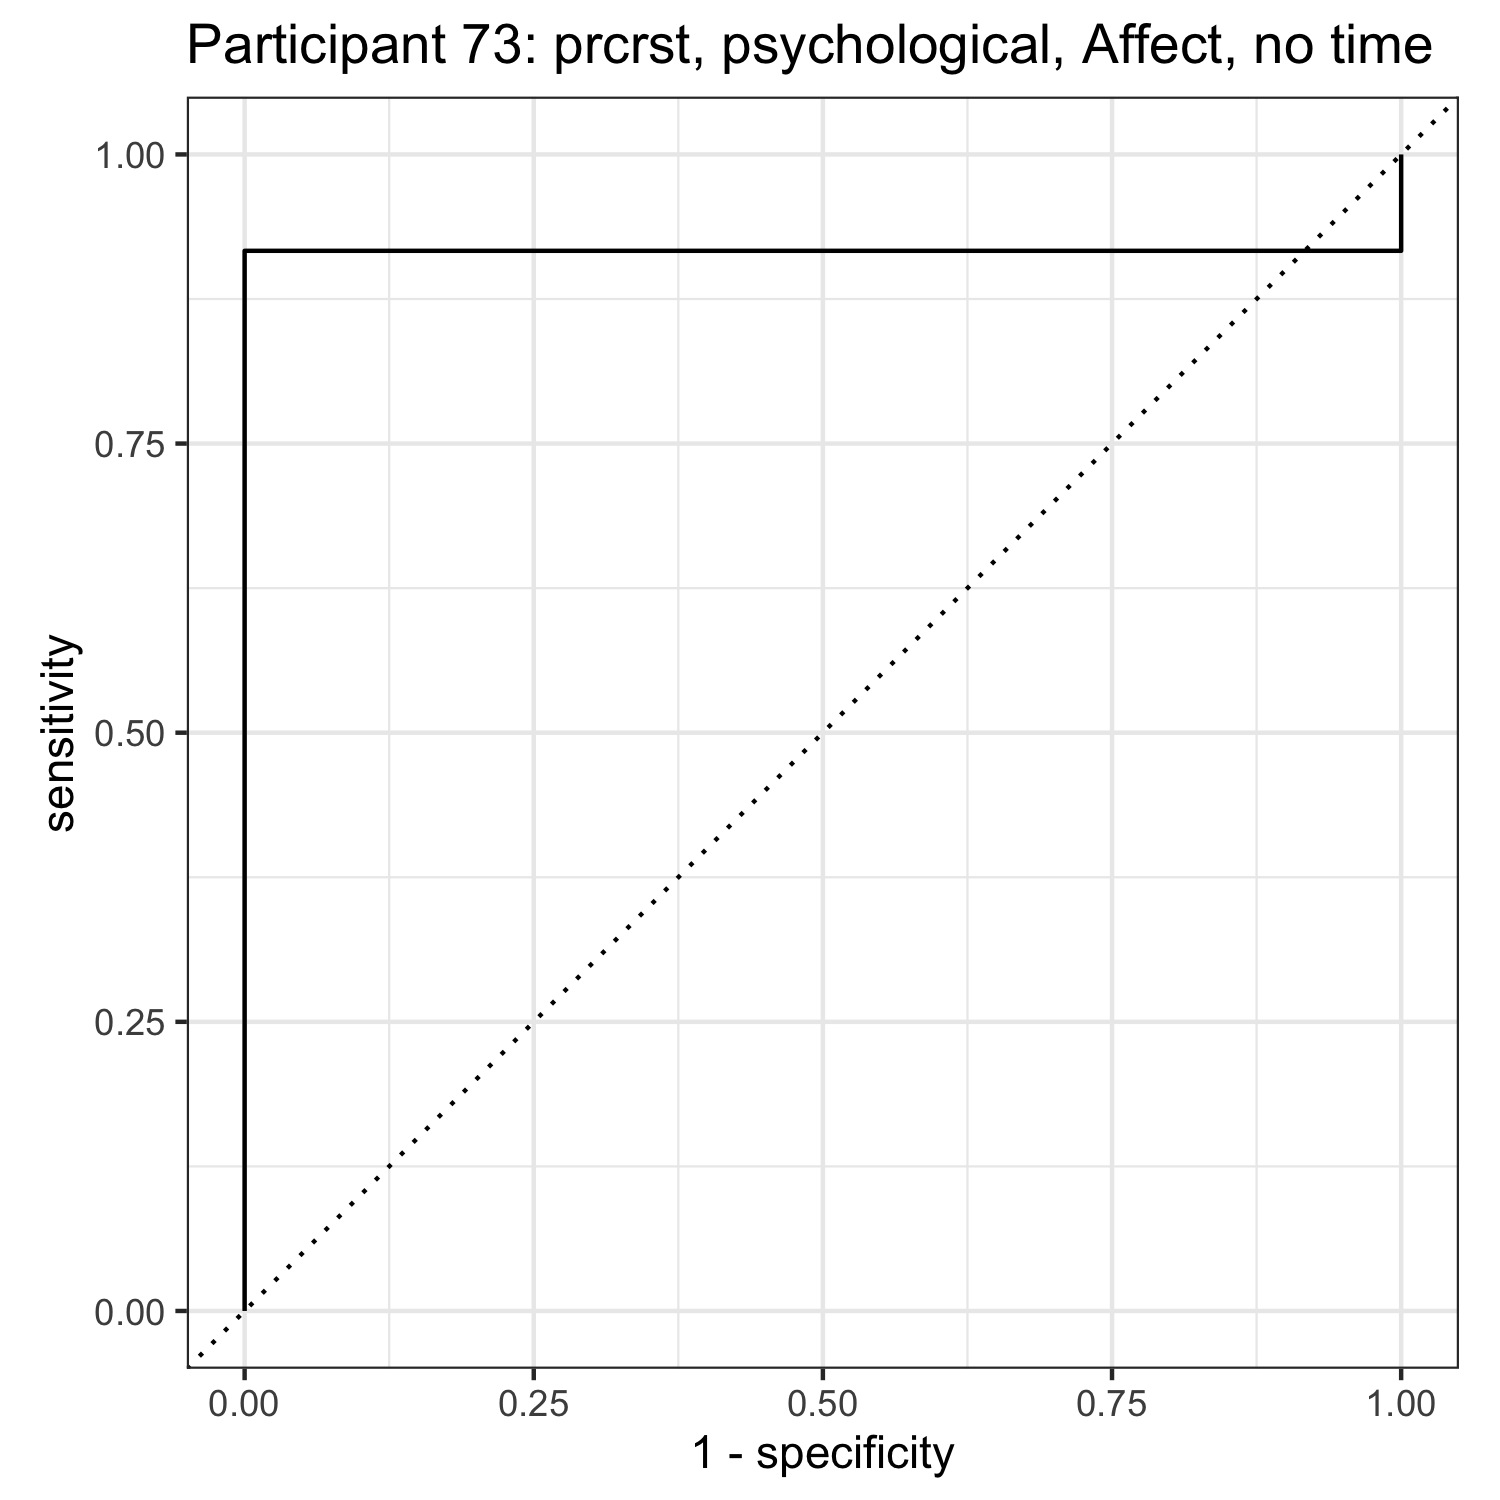 Participant 73: prcrst, psychological, Affect, no time
sensitivity
1.00
0.75
0.50
0.25
0.00
0.00 0.25 0.50 0.75 1.00
1 - specificity